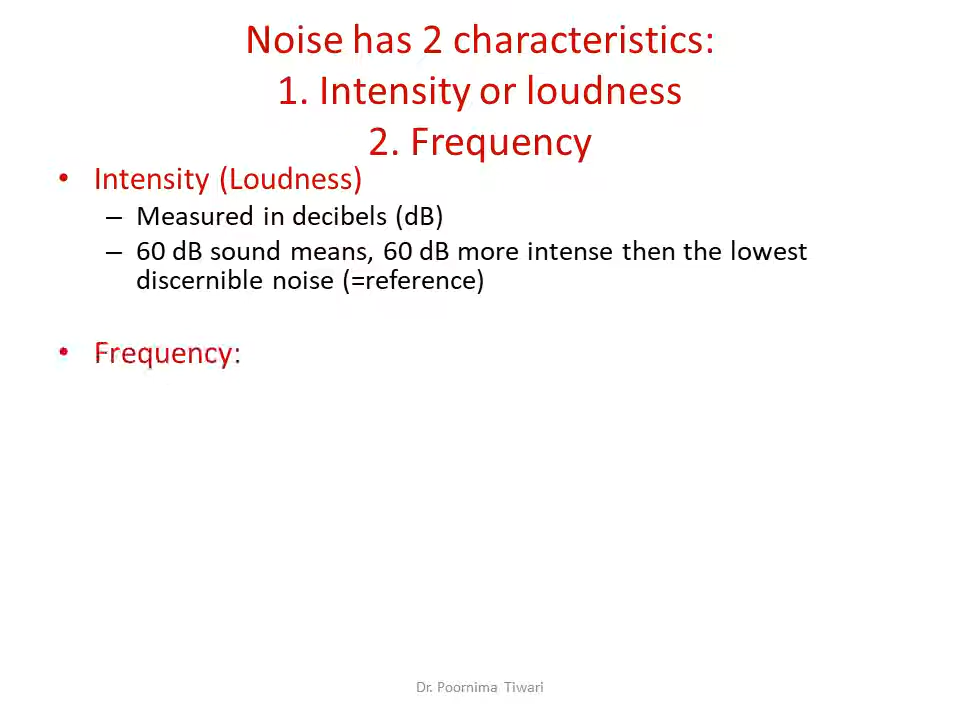 Noise has 2 characteristics:
1. Intensity or loudness
2. Frequency
• Intensity (Loudness)
– Measured in decibels (dB)
– 60 dB sound means, 60 dB more intense then the lowest
discernible noise (=reference)
• Frequency:
Dr. Poornima Tiwari